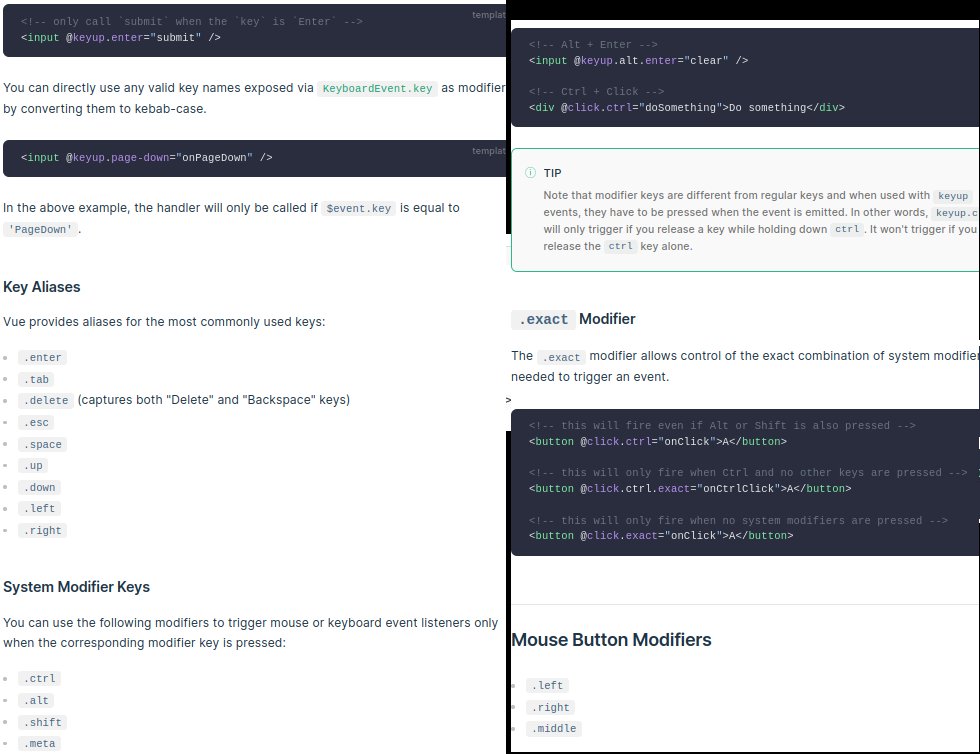 templat
<!-- only call `submit` when the `key` is `Enter` -->
<input @keyup.enter="submit" />
You can directly use any valid key names exposed via KeyboardEvent.key as modifier
by converting them to kebab-case.
templat
<input @keyup.page-down="onPageDown" />
In the above example, the handler will only be called if $event.key is equal to
'PageDown'.
Key Aliases
Vue provides aliases for the most commonly used keys:
.enter
.tab
.delete (captures both "Delete" and "Backspace" keys)
.esc
.space
.up
.down
.left
.right
System Modifier Keys
You can use the following modifiers to trigger mouse or keyboard event listeners only
when the corresponding modifier key is pressed:
.ctrl
.alt
.shift
.meta
<!-- Alt + Enter -->
<input @keyup.alt.enter="clear" />
<!-- Ctrl + Click -->
<div @click.ctrl="doSomething">Do something</div>
TIP
Note that modifier keys are different from regular keys and when used with keyup
events, they have to be pressed when the event is emitted. In other words, keyup.c
will only trigger if you release a key while holding down ctrl. It won't trigger if you
release the ctrl key alone.
.exact Modifier
The .exact modifier allows control of the exact combination of system modifier
needed to trigger an event.
>
<!-- this will fire even if Alt or Shift is also pressed -->
<button @click.ctrl="onClick">A</button>
<!-- this will only fire when Ctrl and no other keys are pressed -->
<button @click.ctrl.exact="onCtrlClick">A</button>
<!-- this will only fire when no system modifiers are pressed -->
<button @click.exact="onClick">A</button>
Mouse Button Modifiers
.left
.right
.middle